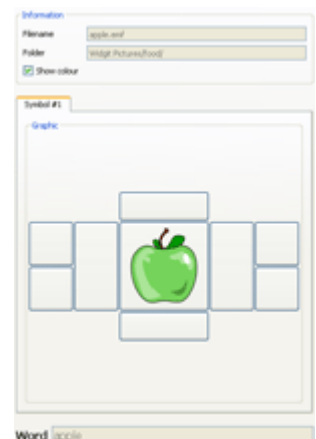 Information
Filename apple.emf
Folder Widgit Pictures/food/
Show colour
Symbol #1
Graphic
Word apple